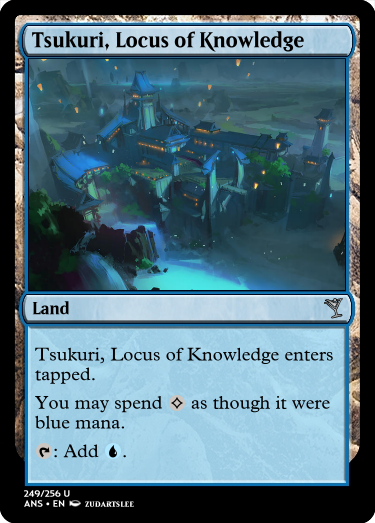 Tsukuri, Locus of Knowledge
Land
Tsukuri, Locus of Knowledge enters
tapped.
You may spend as though it were
blue mana.
: Add .
249/256 U
ANS • EN ZUDARTSLEE